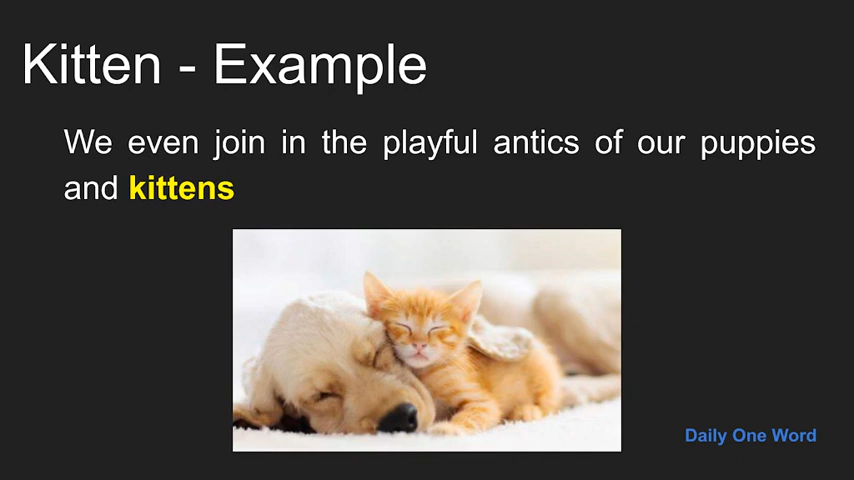 Kitten - Example
We even join in the playful antics of our puppies
and kittens
Daily One Word